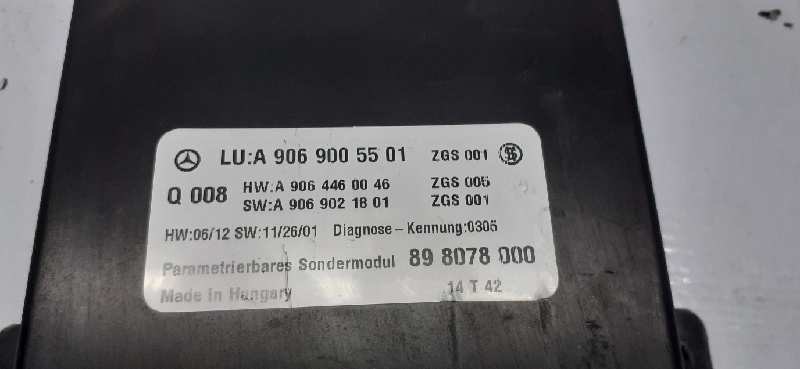 LU:A 906 900 55 01 ZGS 001
Q 008 HW:A 906 446 00 46 ZGS 005
SW:A 906 902 18 01 ZGS 001
HW:06/12 SW:11/26/01 Diagnose - Kennung:0305
Parametrierbares Sondermodul 89 8078 000
Made in Hungary 14 T 42